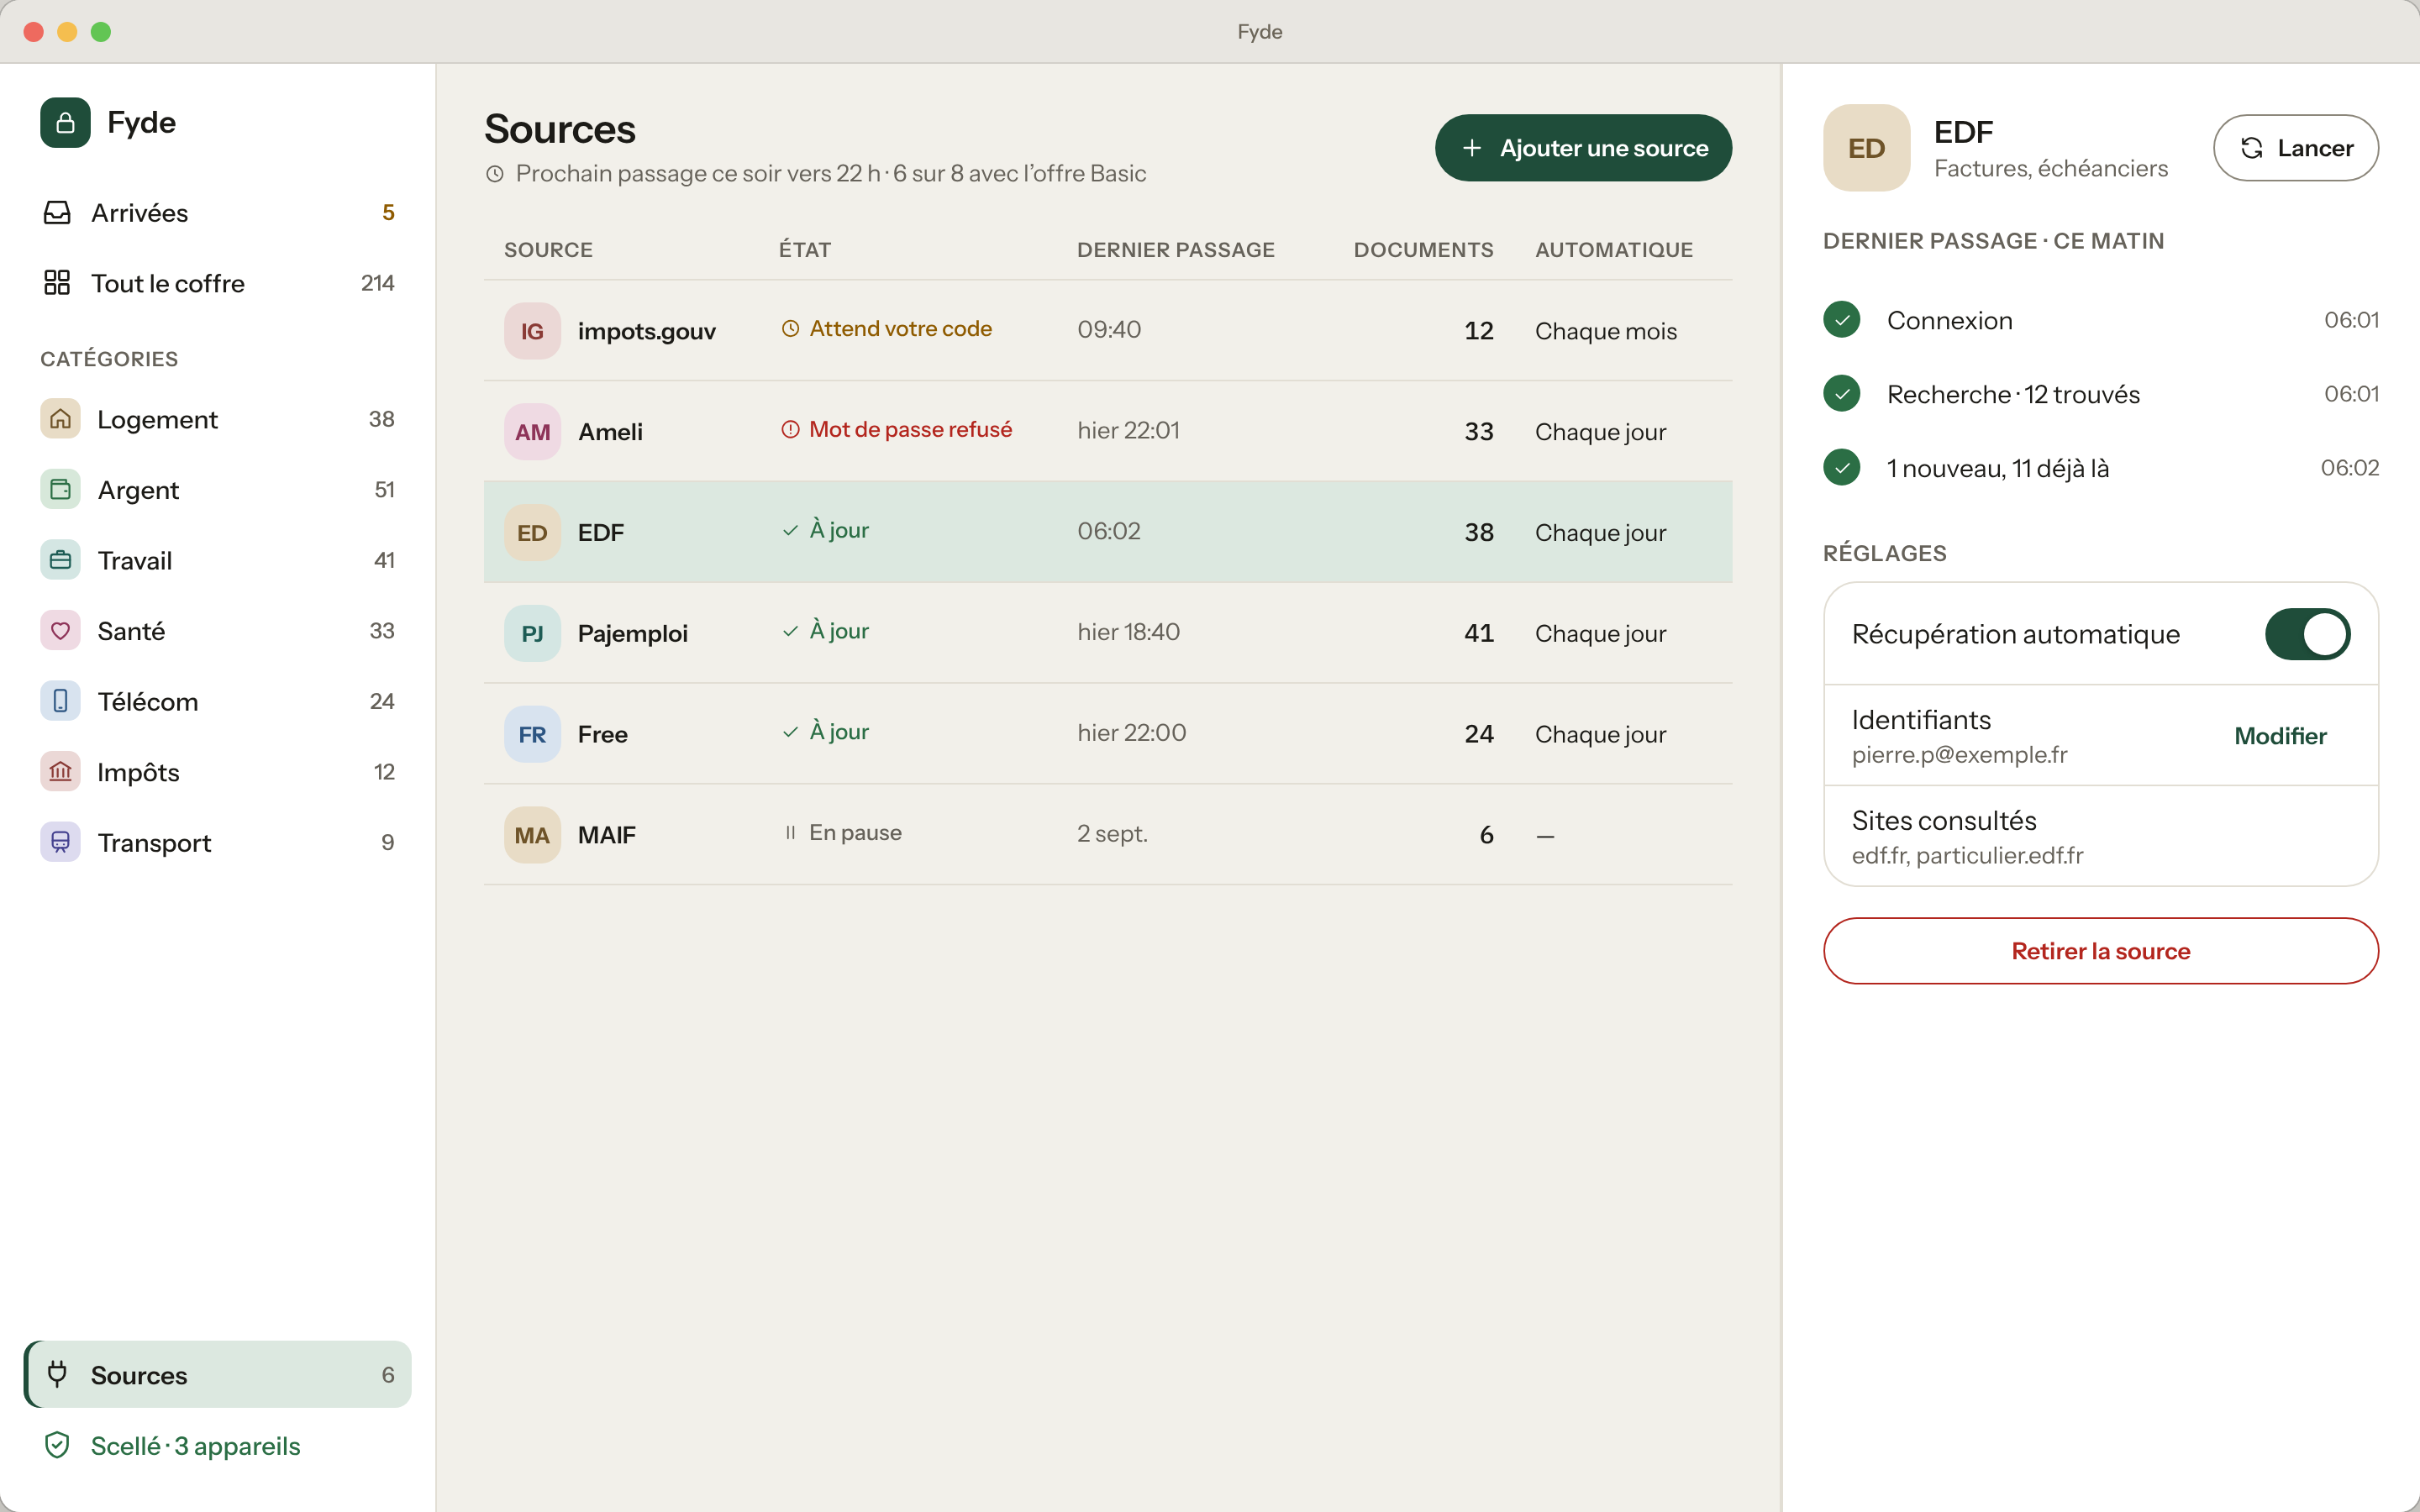 Fyde
Fyde
Arrivées 5
Tout le coffre 214
CATÉGORIES
Logement 38
Argent 51
Travail 41
Santé 33
Télécom 24
Impôts 12
Transport 9
Sources 6
Scellé · 3 appareils
Sources
Prochain passage ce soir vers 22 h · 6 sur 8 avec l’offre Basic
Ajouter une source
SOURCE ÉTAT DERNIER PASSAGE DOCUMENTS AUTOMATIQUE
IG impots.gouv Attend votre code 09:40 12 Chaque mois
AM Ameli Mot de passe refusé hier 22:01 33 Chaque jour
ED EDF À jour 06:02 38 Chaque jour
PJ Pajemploi À jour hier 18:40 41 Chaque jour
FR Free À jour hier 22:00 24 Chaque jour
MA MAIF En pause 2 sept. 6 —
ED EDF
Factures, échéanciers
Lancer
DERNIER PASSAGE · CE MATIN
Connexion 06:01
Recherche · 12 trouvés 06:01
1 nouveau, 11 déjà là 06:02
RÉGLAGES
Récupération automatique
Identifiants
pierre.p@exemple.fr
Modifier
Sites consultés
edf.fr, particulier.edf.fr
Retirer la source